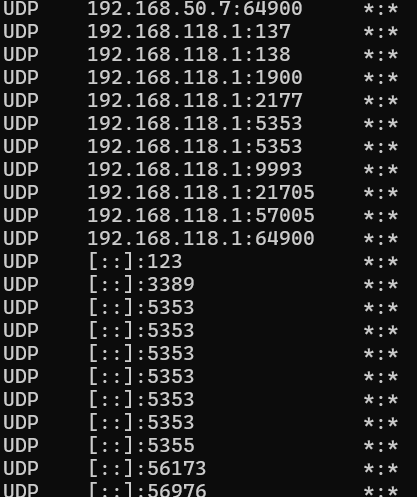 UDP    192.168.50.7:64900     *:*
UDP    192.168.118.1:137      *:*
UDP    192.168.118.1:138      *:*
UDP    192.168.118.1:1900     *:*
UDP    192.168.118.1:2177     *:*
UDP    192.168.118.1:5353     *:*
UDP    192.168.118.1:5353     *:*
UDP    192.168.118.1:9993     *:*
UDP    192.168.118.1:21705    *:*
UDP    192.168.118.1:57005    *:*
UDP    192.168.118.1:64900    *:*
UDP    [::]:123               *:*
UDP    [::]:3389              *:*
UDP    [::]:5353              *:*
UDP    [::]:5353              *:*
UDP    [::]:5353              *:*
UDP    [::]:5353              *:*
UDP    [::]:5353              *:*
UDP    [::]:5353              *:*
UDP    [::]:5355              *:*
UDP    [::]:56173             *:*
UDP    [::]:56976             *:*